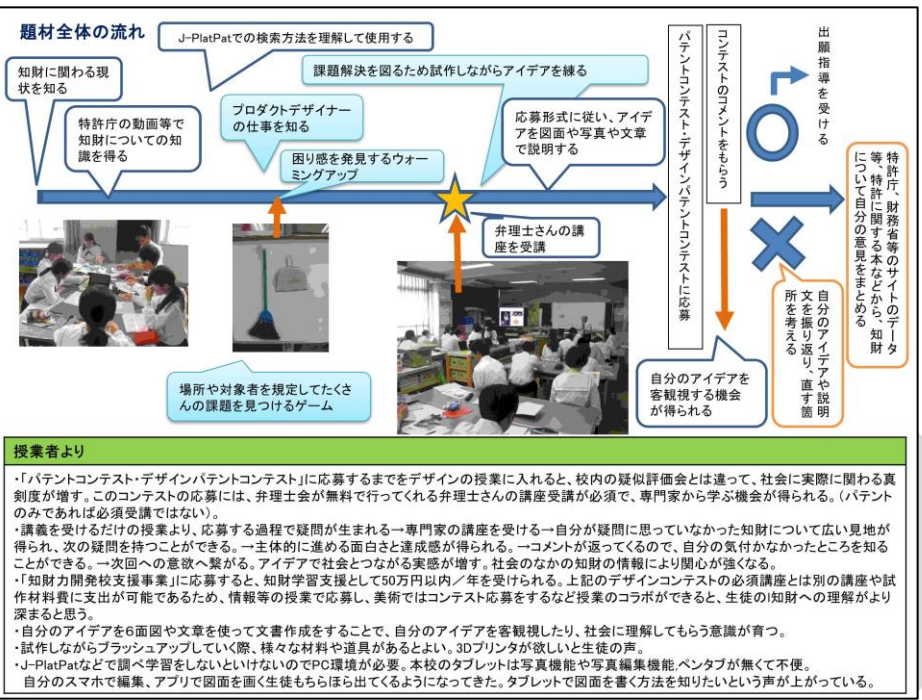 題材全体の流れ
知財に関わる現
状を知る
特許庁の動画等で
知財についての知
識を得る
J-PlatPatでの検索方法を理解して使用する
プロダクトデザイナー
の仕事を知る
困り感を発見するウォー
ミングアップ
課題解決を図るため試作しながらアイデアを練る
応募形式に従い、アイデ
アを図面や写真や文章
で説明する
弁理士さんの講
座を受講
場所や対象者を規定してたくさ
んの課題を見つけるゲーム
パテントコンテスト・デザインパテントコンテストに応募
コンテストのコメントをもらう
自分のアイデアを
客観視する機会
が得られる
出願指導を受ける
自分のアイデアや説明
文を振り返り、直す箇
所を考える
特許庁、財務省等のサイトのデータ
等、特許に関する本などから、知財
について自分の意見をまとめる
授業者より
・「パテントコンテスト・デザインパテントコンテスト」に応募するまでをデザインの授業に入れると、校内の疑似評価会とは違って、社会に実際に関わる真
剣度が増す。このコンテストの応募には、弁理士会が無料で行ってくれる弁理士さんの講座受講が必須で、専門家から学ぶ機会が得られる。(パテント
のみであれば必須受講ではない)。
・講義を受けるだけの授業より、応募する過程で疑問が生まれる→専門家の講座を受ける→自分が疑問に思っていなかった知財について広い見地が
得られ、次の疑問を持つことができる。→主体的に進める面白さと達成感が得られる。→コメントが返ってくるので、自分の気付かなかったところを知る
ことができる。→次回への意欲へ繋がる。アイデアで社会とつながる実感が増す。社会のなかの知財の情報により関心が強くなる。
・「知財力開発校支援事業」に応募すると、知財学習支援として50万円以内/年を受けられる。上記のデザインコンテストの必須講座とは別の講座や試
作材料費に支出が可能であるため、情報等の授業で応募し、美術ではコンテスト応募をするなど授業のコラボができると、生徒のI知財への理解がより
深まると思う。
・自分のアイデアを6面図や文章を使って文書作成をすることで、自分のアイデアを客観視したり、社会に理解してもらう意識が育つ。
・試作しながらブラッシュアップしていく際、様々な材料や道具があるとよい。3Dプリンタが欲しいと生徒の声。
・J-PlatPatなどで調べ学習をしないといけないのでPC環境が必要。本校のタブレットは写真機能や写真編集機能,ペンタブが無くて不便。
自分のスマホで編集、アプリで図面を画く生徒もちらほら出てくるようになってきた。タブレットで図面を書く方法を知りたいという声が上がっている。